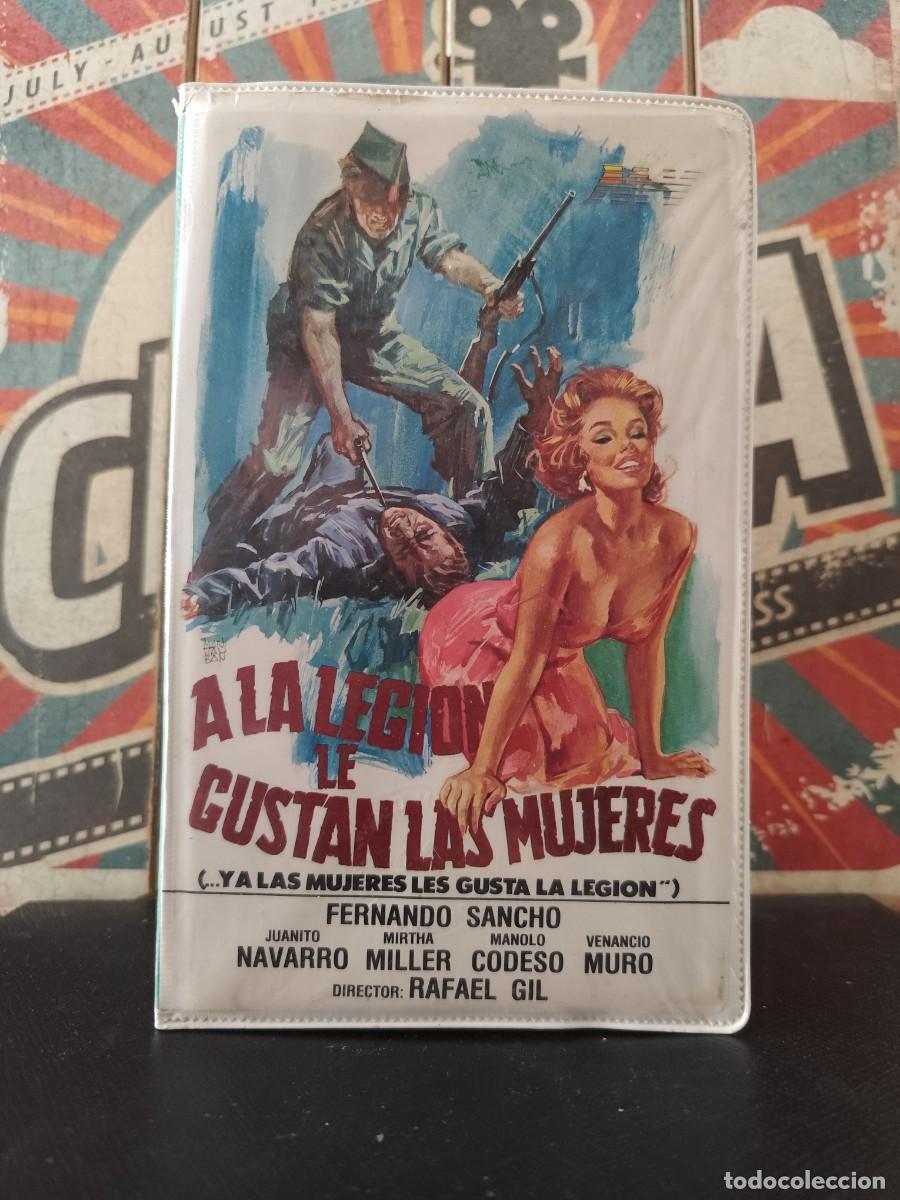 JULY - AUGUST
A LA LEGION
LE
GUSTAN LAS MUJERES
(...Y A LAS MUJERES LES GUSTA LA LEGION")
FERNANDO SANCHO
JUANITO NAVARRO
MIRTHA MILLER
MANOLO CODESO
VENANCIO MURO
DIRECTOR: RAFAEL GIL
todocoleccion